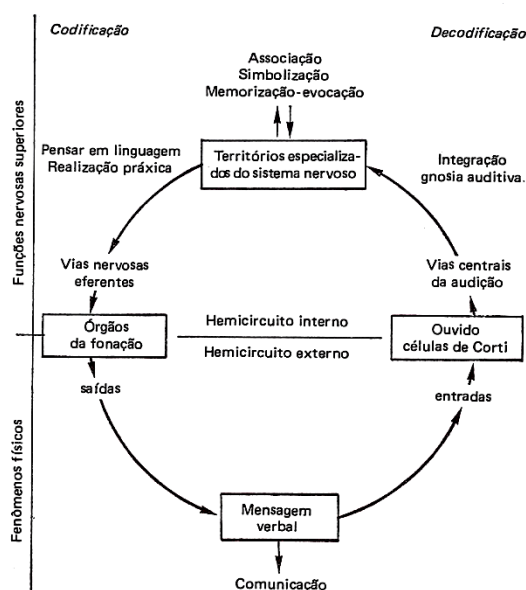 Codificação
Decodificação
Associação
Simbolização
Memorização-evocação
Pensar em linguagem
Realização práxica
Territórios especializa-
dos do sistema nervoso
Integração
gnosia auditiva.
Funções nervosas superiores
Vias nervosas
eferentes
Vias centrais
da audição
Órgãos
da fonação
Hemicircuito interno
Hemicircuito externo
Ouvido
células de Corti
saídas
entradas
Fenômenos físicos
Mensagem
verbal
Comunicação